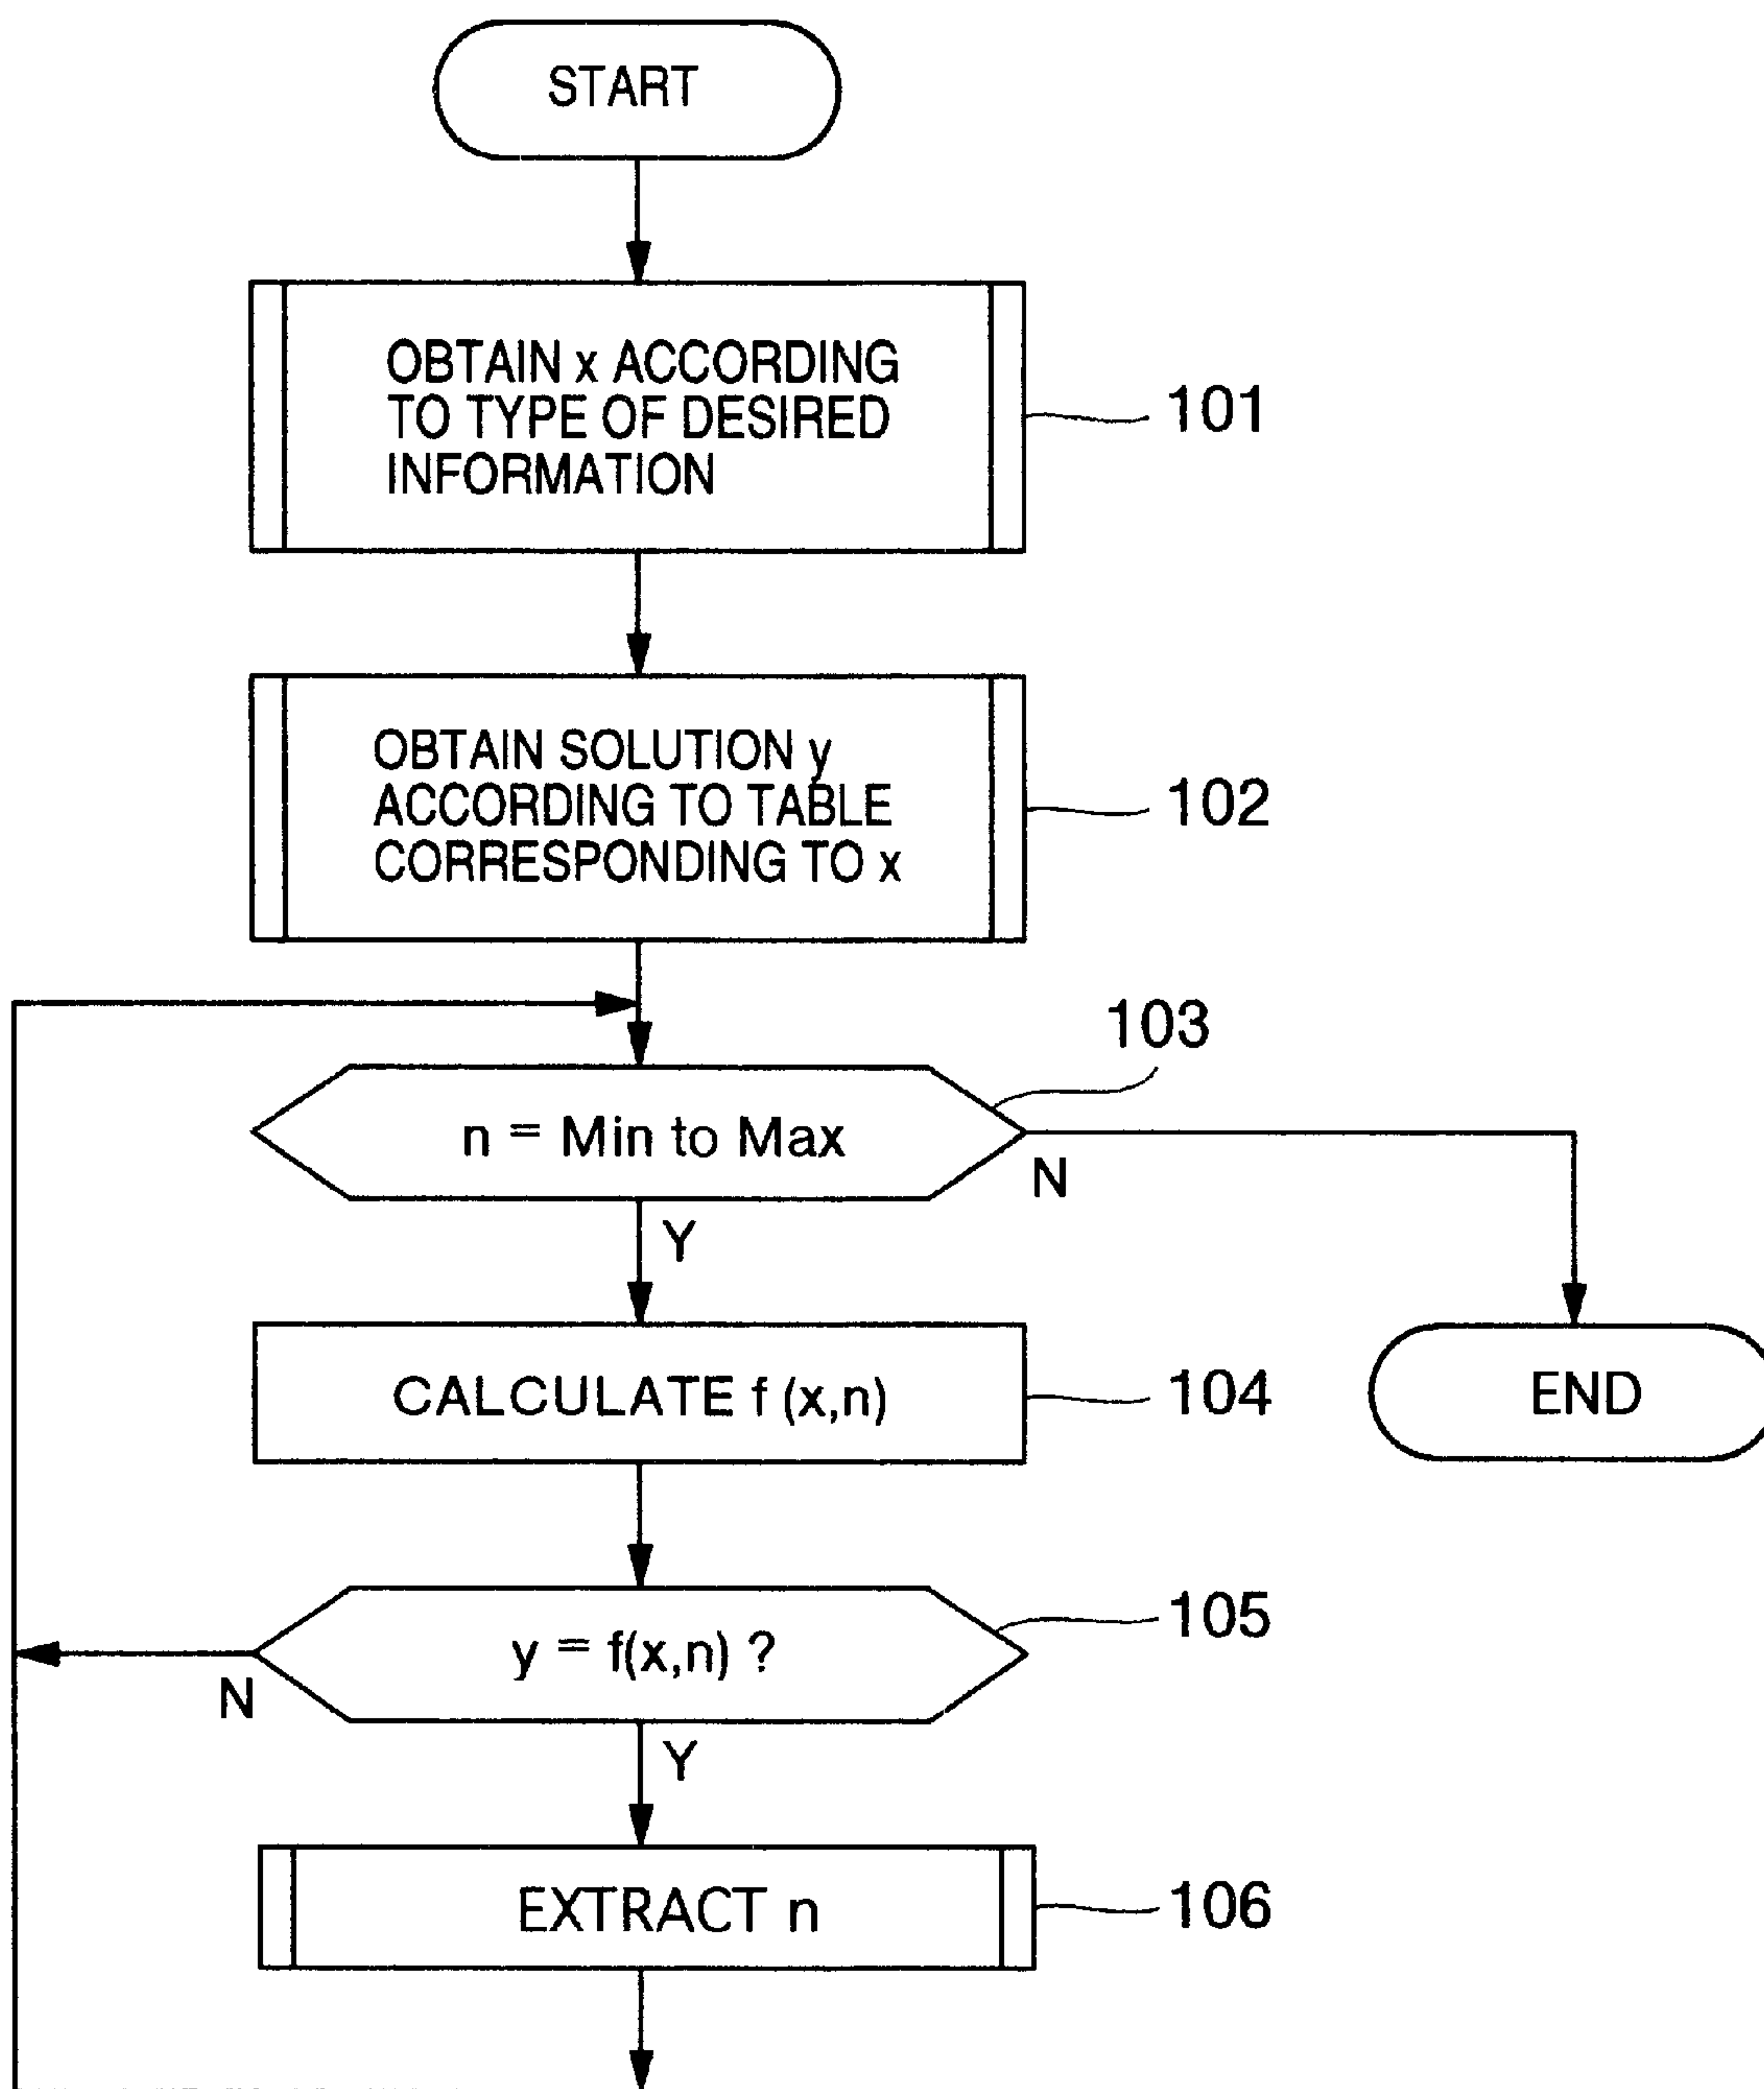 START
OBTAIN x ACCORDING
TO TYPE OF DESIRED
INFORMATION
101
OBTAIN SOLUTION y
ACCORDING TO TABLE
CORRESPONDING TO x
102
103
n = Min to Max
N
Y
CALCULATE f (x,n)
104
END
105
y = f(x,n) ?
N
Y
EXTRACT n
106